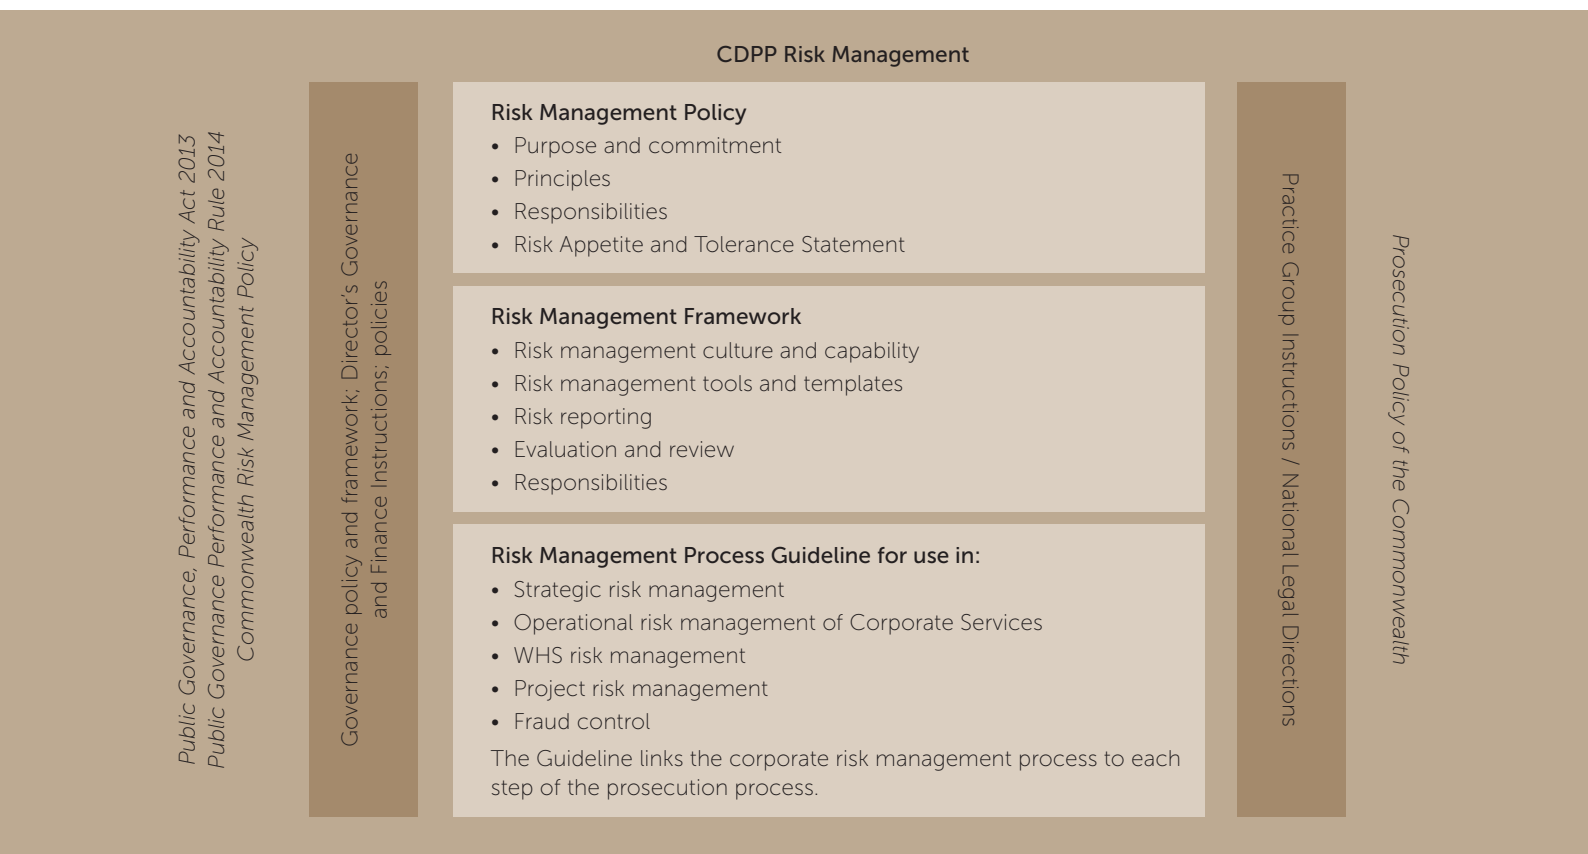 CDPP Risk Management
Public Governance, Performance and Accountability Act 2013
Public Governance Performance and Accountability Rule 2014
Commonwealth Risk Management Policy
Governance policy and framework; Director's Governance
and Finance Instructions; policies
Risk Management Policy
• Purpose and commitment
• Principles
• Responsibilities
• Risk Appetite and Tolerance Statement
Risk Management Framework
• Risk management culture and capability
• Risk management tools and templates
• Risk reporting
• Evaluation and review
• Responsibilities
Risk Management Process Guideline for use in:
• Strategic risk management
• Operational risk management of Corporate Services
• WHS risk management
• Project risk management
• Fraud control
The Guideline links the corporate risk management process to each
step of the prosecution process.
Practice Group Instructions / National Legal Directions
Prosecution Policy of the Commonwealth